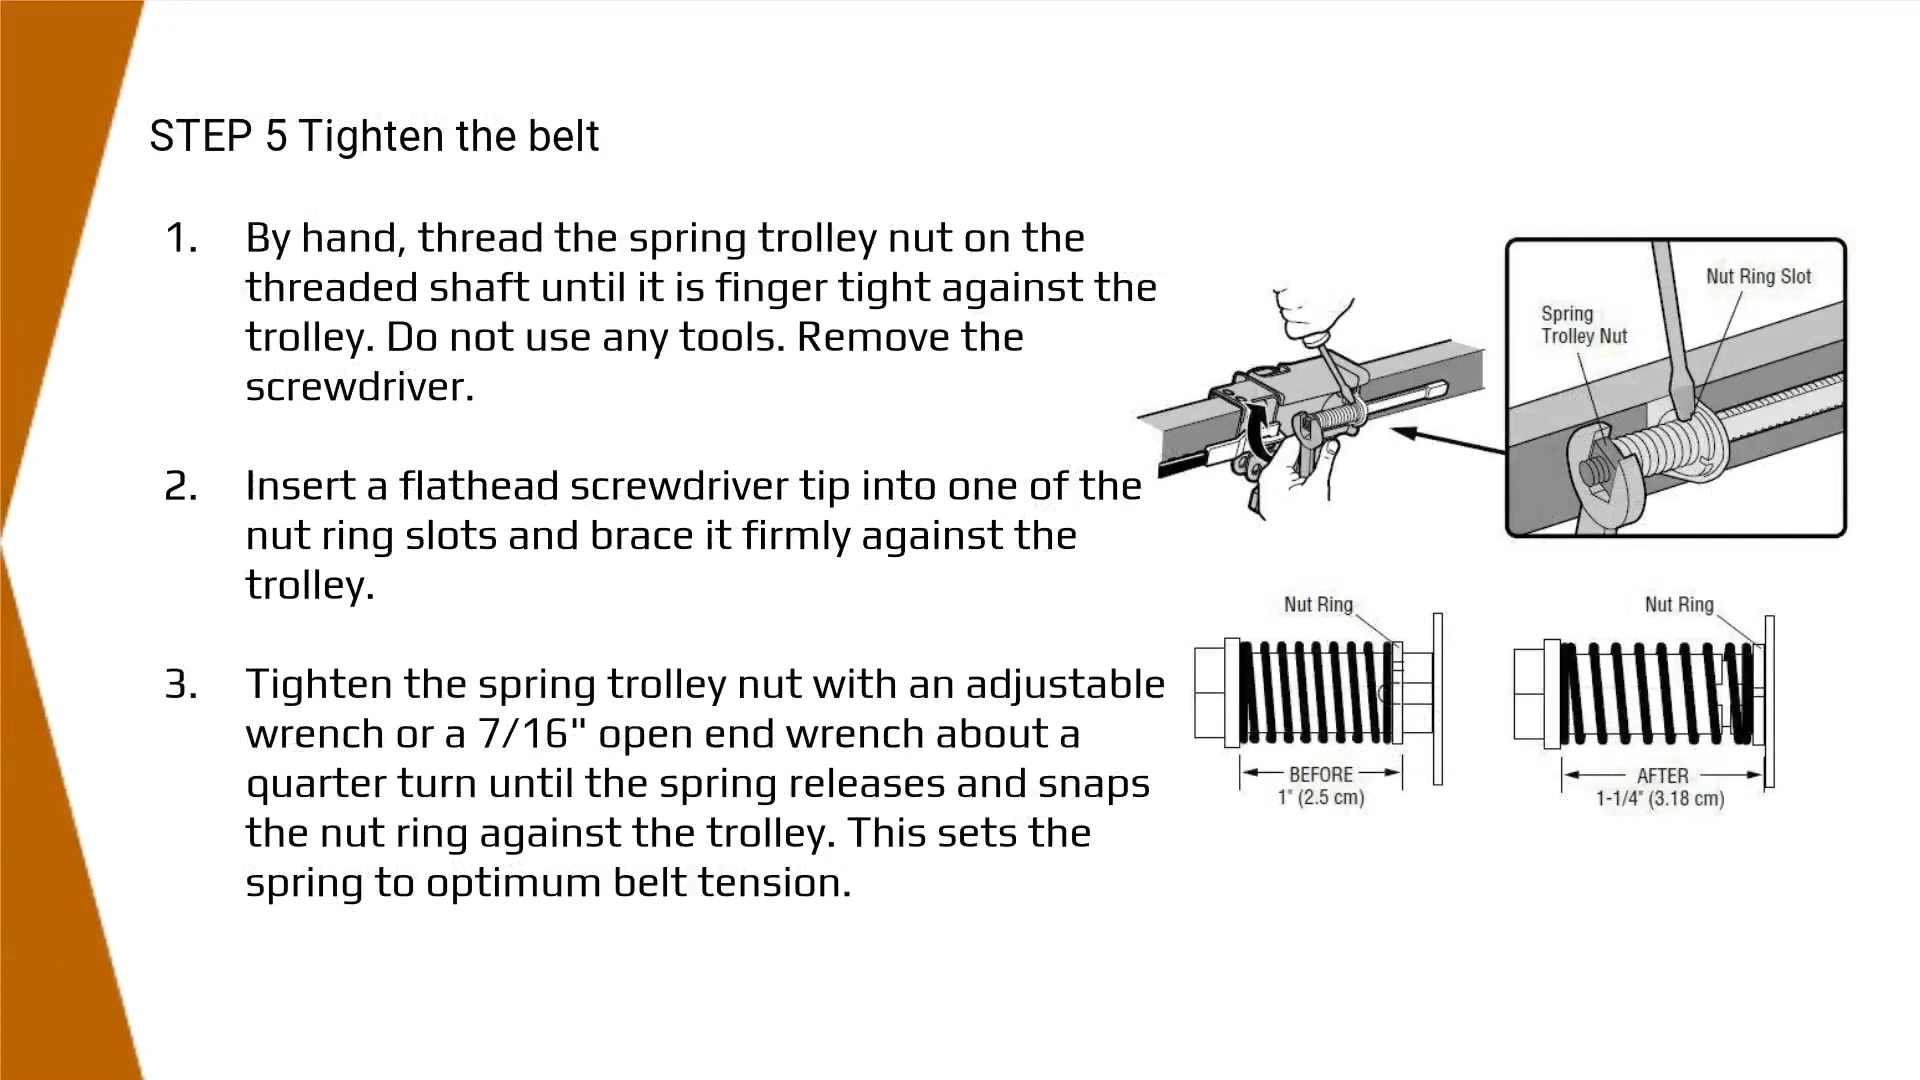 STEP 5 Tighten the belt
1. By hand, thread the spring trolley nut on the
threaded shaft until it is finger tight against the
trolley. Do not use any tools. Remove the
screwdriver.
2. Insert a flathead screwdriver tip into one of the
nut ring slots and brace it firmly against the
trolley.
3. Tighten the spring trolley nut with an adjustable
wrench or a 7/16" open end wrench about a
quarter turn until the spring releases and snaps
the nut ring against the trolley. This sets the
spring to optimum belt tension.
Nut Ring Slot
Spring
Trolley Nut
Nut Ring
BEFORE
1" (2.5 cm)
Nut Ring
AFTER
1-1/4" (3.18 cm)